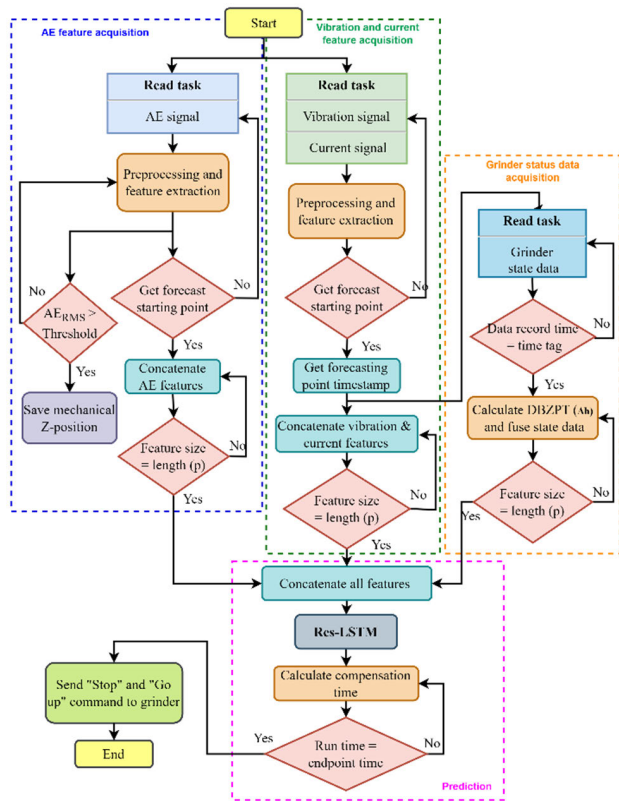 Start
AE feature acquisition
Vibration and current
feature acquisition
Read task
AE signal
Preprocessing and
feature extraction
No
AERMS >
Threshold
Yes
Save mechanical
Z-position
Get forecast
starting point
No
Yes
Concatenate
AE features
Feature size
= length (p)
No
Yes
Read task
Vibration signal
Current signal
Preprocessing and
feature extraction
Get forecast
starting point
No
Yes
Get forecasting
point timestamp
Concatenate vibration &
current features
Feature size
= length (p)
No
Yes
Grinder status data
acquisition
Read task
Grinder
state data
Data record time
= time tag
No
Yes
Calculate DBZPT (Δh)
and fuse state data
Feature size
= length (p)
No
Yes
Concatenate all features
Res-LSTM
Calculate compensation
time
Run time =
endpoint time
No
Yes
Send "Stop" and "Go
up" command to grinder
End
Prediction